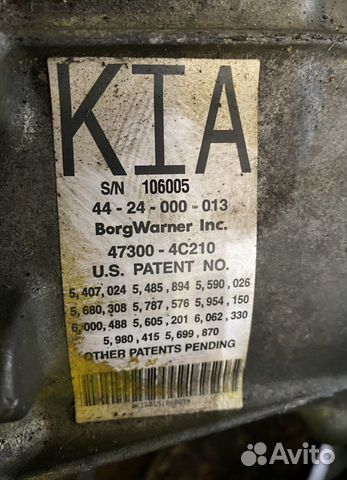 KIA
S/N 106005
44-24-000-013
BorgWarner Inc.
47300-4C210
U.S. PATENT NO.
5,407,024 5,485,894 5,590,026
5,680,308 5,787,576 5,954,150
6,000,488 5,605,201 6,062,330
5,980,415 5,699,870
OTHER PATENTS PENDING
Avito